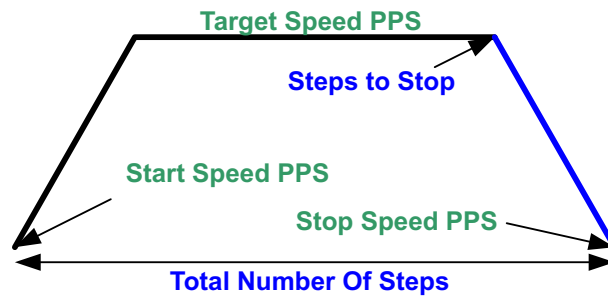 Target Speed PPS
Steps to Stop
Start Speed PPS
Stop Speed PPS
Total Number Of Steps